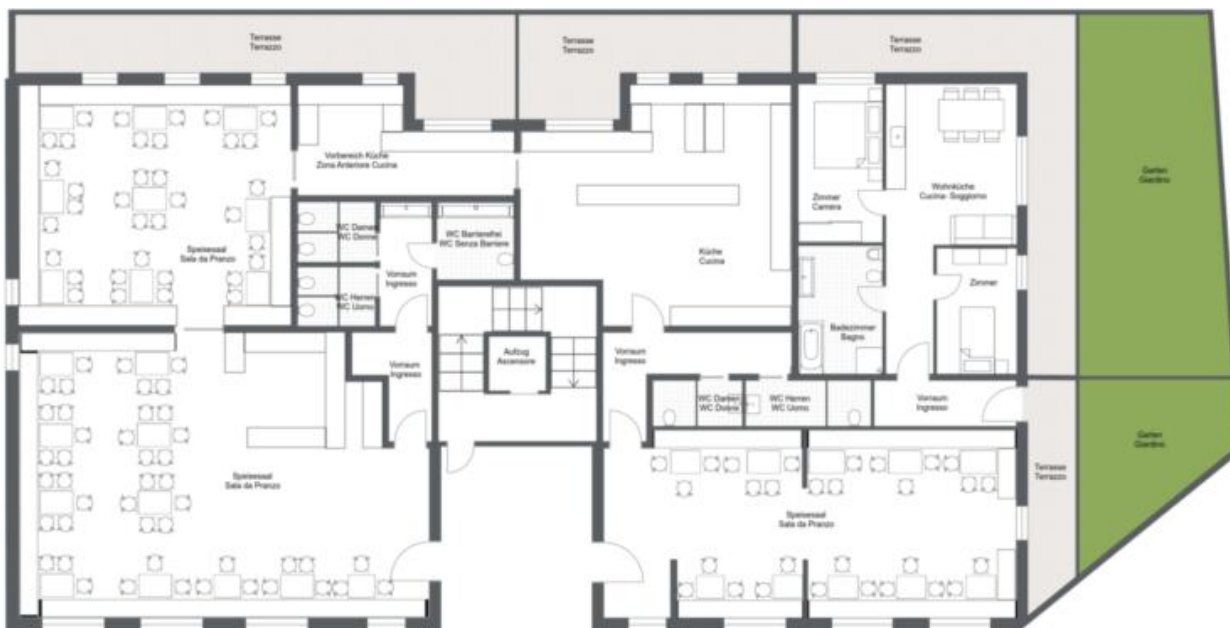 Terrasse
Terrazzo
Terrasse
Terrazzo
Terrasse
Terrazzo
Vorbereich Küche
Zona Anteriore Cucina
Zimmer
Camera
Wohnküche
Cucina- Soggiorno
Garten
Giardino
WC Damen
WC Donne
WC Barrierefrei
WC Senza Barriere
Speisesaal
Sala da Pranzo
Küche
Cucina
Vorraum
Ingresso
Zimmer
WC Herren
WC Uomo
Badezimmer
Bagno
Aufzug
Ascensore
Vorraum
Ingresso
Vorraum
Ingresso
WC Damen
WC Donne
WC Herren
WC Uomo
Vorraum
Ingresso
Garten
Giardino
Terrasse
Terrazzo
Speisesaal
Sala da Pranzo
Speisesaal
Sala da Pranzo